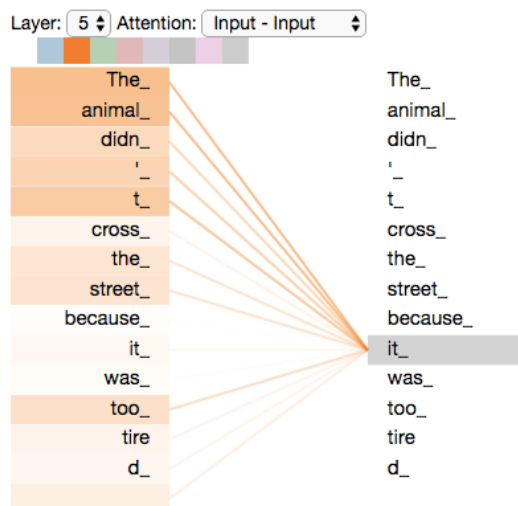 Layer: 5 Attention: Input - Input
The_ The_
animal_ animal_
didn_ didn_
'_ '_
t_ t_
cross_ cross_
the_ the_
street_ street_
because_ because_
it_ it_
was_ was_
too_ too_
tire tire
d_ d_